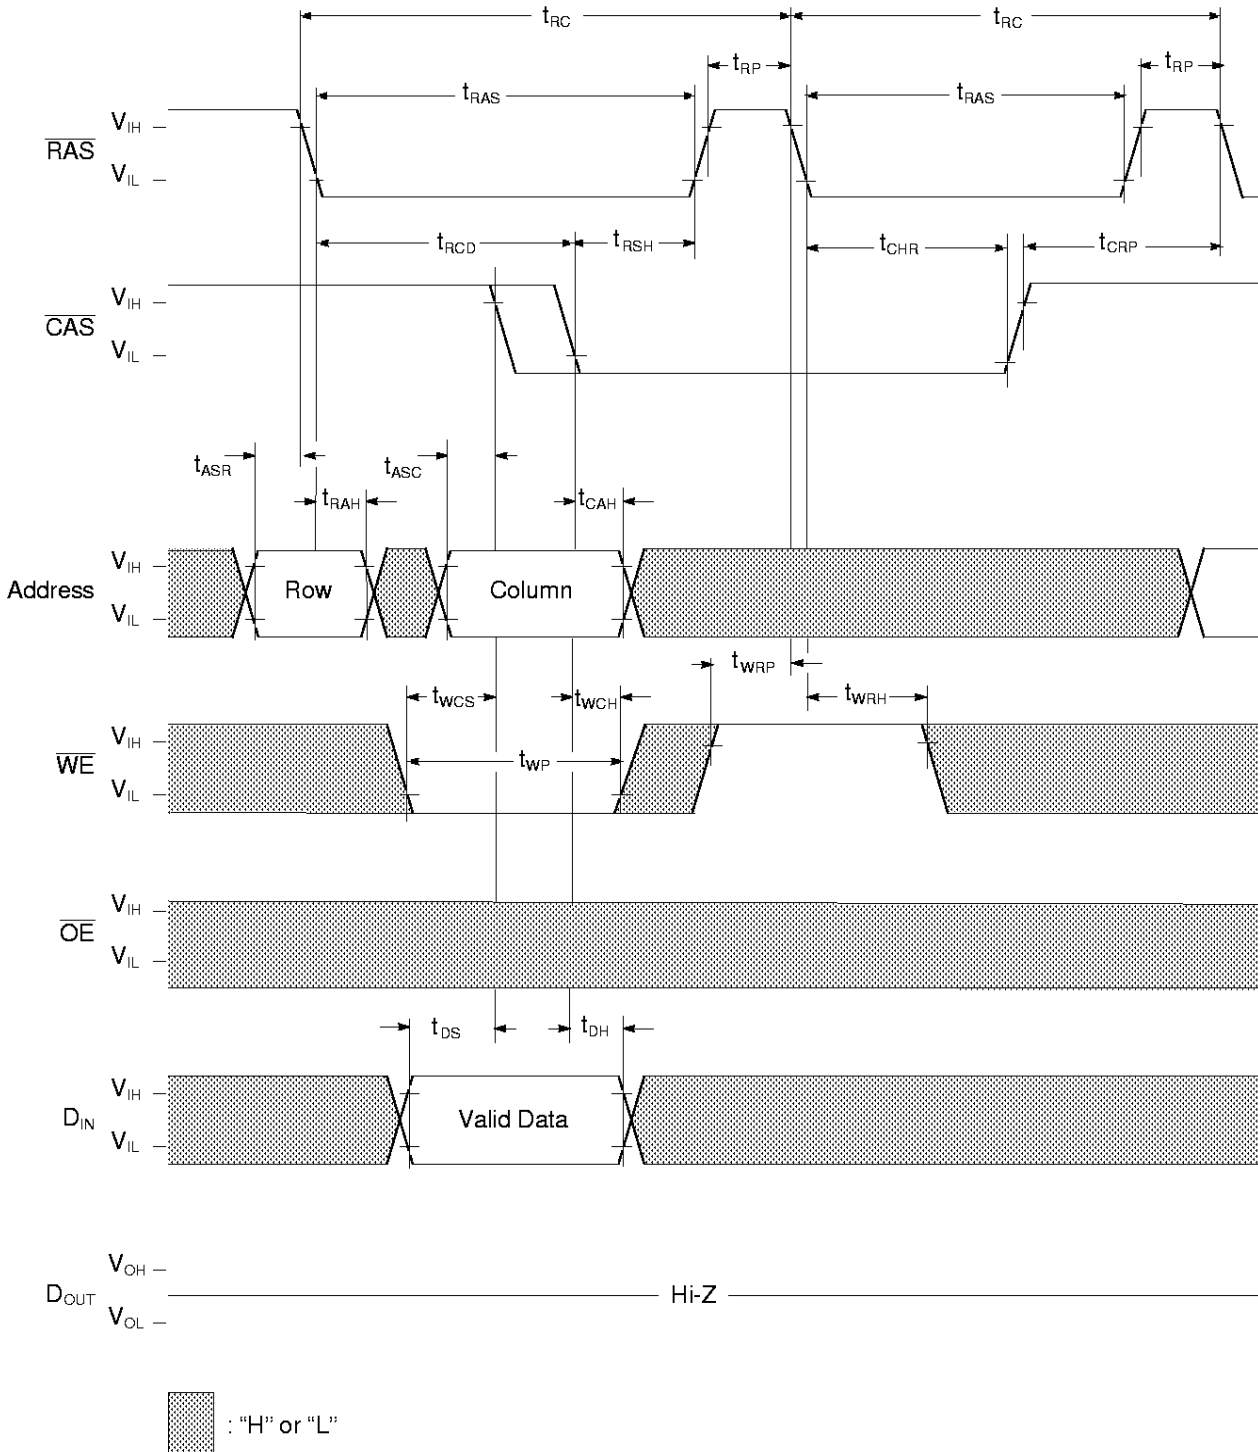 tRC tRC
tRP tRP
tRAS tRAS
VIH
RAS
VIL
tRCD tRSH tCHR tCRP
VIH
CAS
VIL
tASR tASC
tRAH tCAH
VIH
Address Row Column
VIL
tWRP
tWCS tWCH tWRH
VIH
WE tWP
VIL
VIH
OE
VIL
tDS tDH
VIH
DIN Valid Data
VIL
VOH
DOUT Hi-Z
VOL
: “H” or “L”